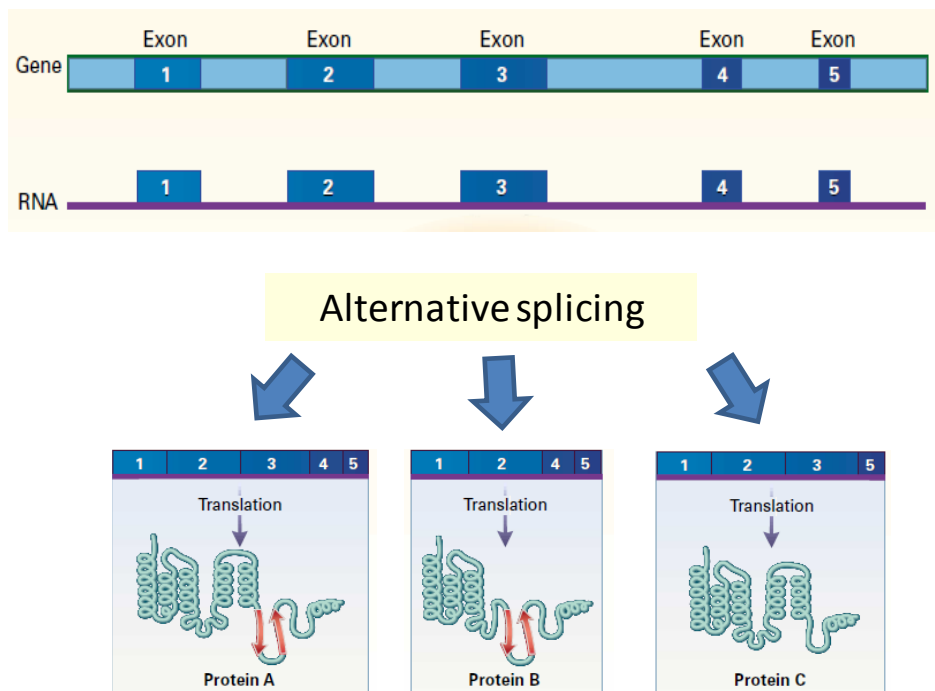 Exon Exon Exon Exon Exon
Gene 1 2 3 4 5
RNA 1 2 3 4 5
Alternative splicing
1 2 3 4 5 1 2 4 5 1 2 3 5
Translation Translation Translation
Protein A Protein B Protein C